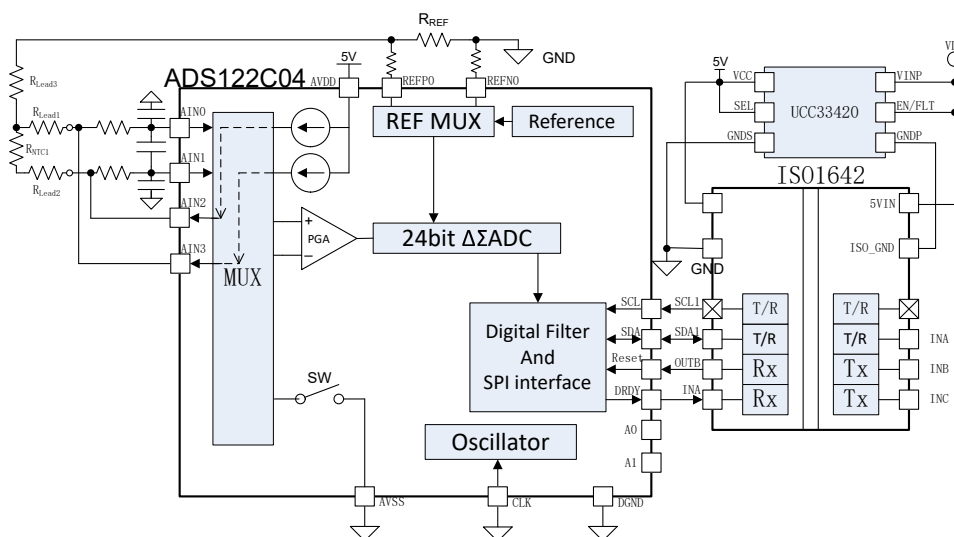 RREF
GND
5V
ADS122C04
AVDD
REFP0
REFN0
RLead3
RLead1
RNTC1
RLead2
AIN0
AIN1
AIN2
AIN3
REF MUX
Reference
PGA
24bit ΔΣADC
MUX
SW
Digital Filter
And
SPI interface
Oscillator
SCL
SDA
Reset
DRDY
A0
A1
AVSS
CLK
DGND
SCL1
SDA1
OUTB
INA
5V
VCC
SEL
GNDS
UCC33420
VINP
EN/FLT
GNDP
ISO1642
5VIN
ISO_GND
GND
T/R
T/R
T/R
T/R
Rx
Tx
Rx
Tx
INA
INB
INC